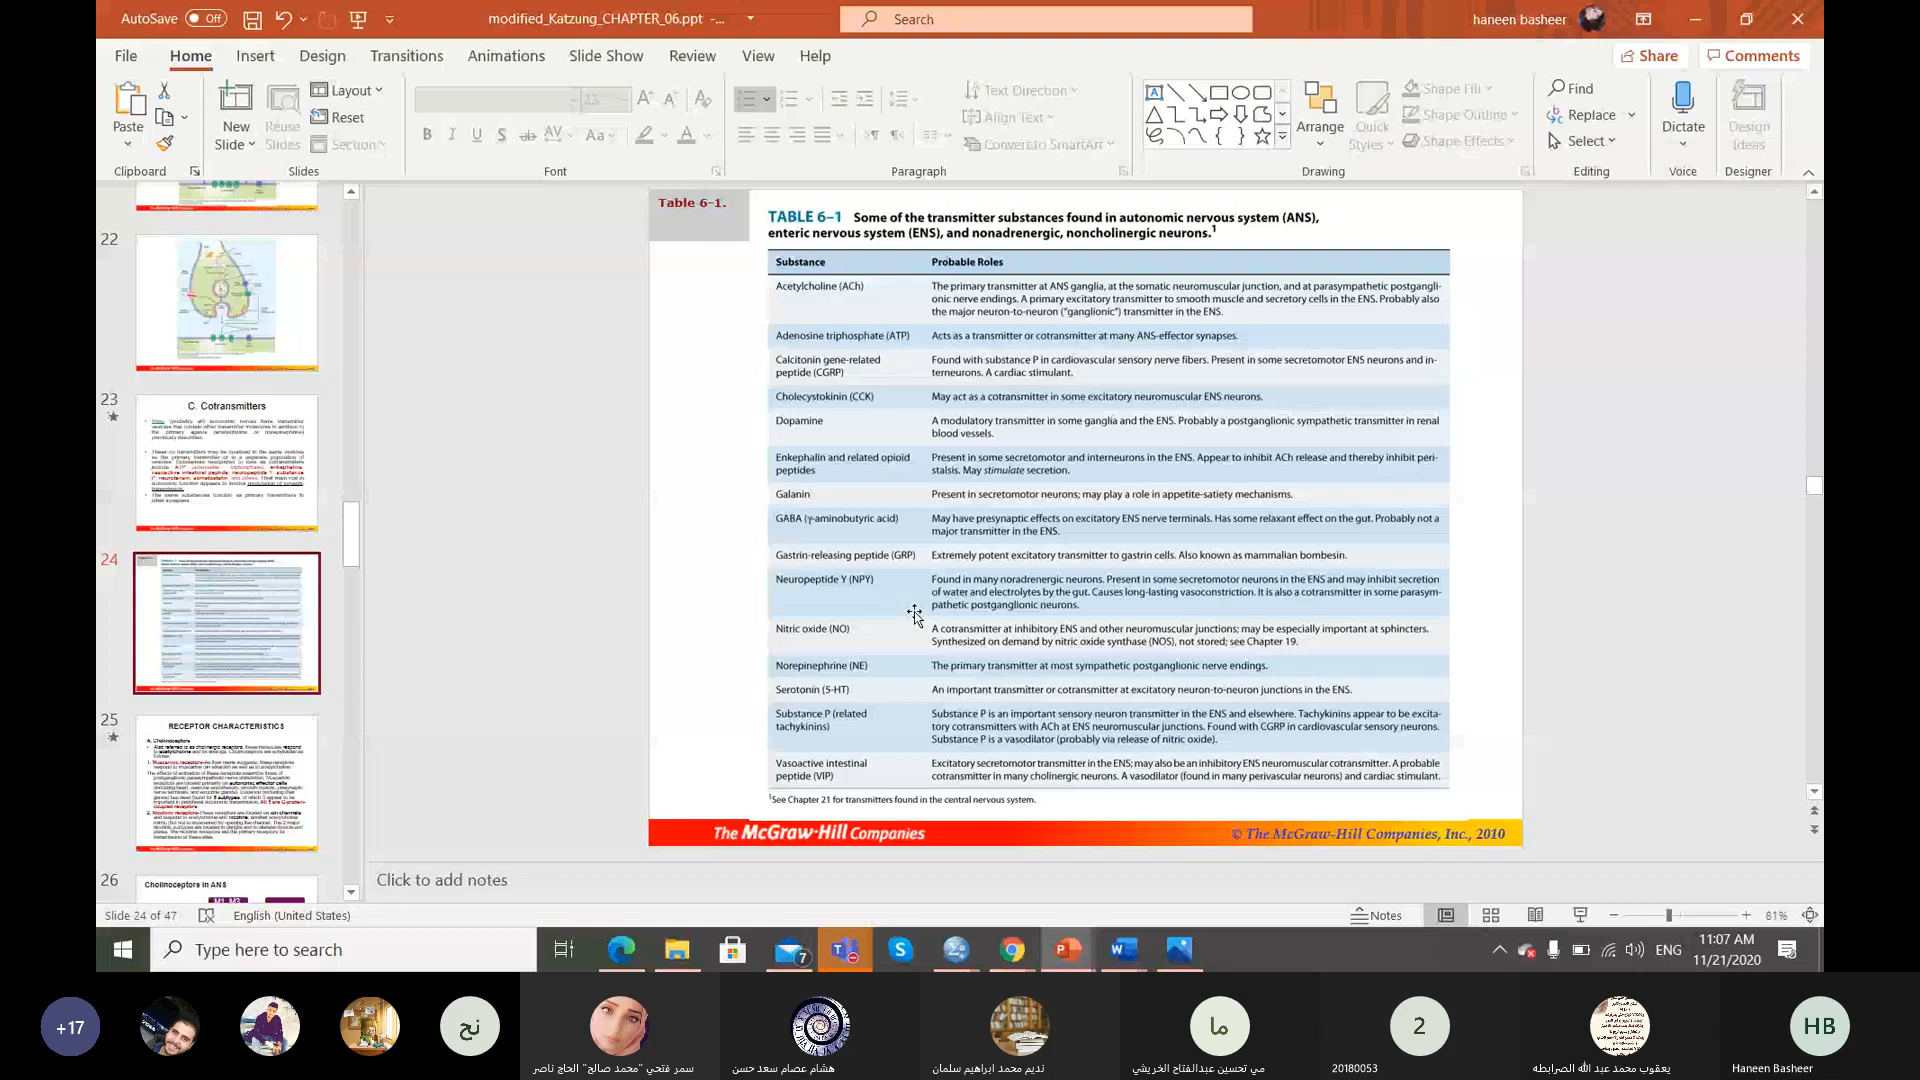 AutoSave Off modified_Katzung_CHAPTER_06.ppt -... Search haneen basheer
File Home Insert Design Transitions Animations Slide Show Review View Help Share Comments
Paste New Slide Reuse Slides Layout Reset Section
Text Direction Align Text Convert to SmartArt
Arrange Quick Styles Shape Fill Shape Outline Shape Effects
Find Replace Select Dictate Design Ideas
Clipboard Slides Font Paragraph Drawing Editing Voice Designer
22
23
C. Cotransmitters
24
25
RECEPTOR CHARACTERISTICS
26
Cholinoceptors in ANS
Table 6-1.
TABLE 6–1 Some of the transmitter substances found in autonomic nervous system (ANS),
enteric nervous system (ENS), and nonadrenergic, noncholinergic neurons.1
Substance Probable Roles
Acetylcholine (ACh) The primary transmitter at ANS ganglia, at the somatic neuromuscular junction, and at parasympathetic postgangli-
onic nerve endings. A primary excitatory transmitter to smooth muscle and secretory cells in the ENS. Probably also
the major neuron-to-neuron ("ganglionic") transmitter in the ENS.
Adenosine triphosphate (ATP) Acts as a transmitter or cotransmitter at many ANS-effector synapses.
Calcitonin gene-related Found with substance P in cardiovascular sensory nerve fibers. Present in some secretomotor ENS neurons and in-
peptide (CGRP) terneurons. A cardiac stimulant.
Cholecystokinin (CCK) May act as a cotransmitter in some excitatory neuromuscular ENS neurons.
Dopamine A modulatory transmitter in some ganglia and the ENS. Probably a postganglionic sympathetic transmitter in renal
blood vessels.
Enkephalin and related opioid Present in some secretomotor and interneurons in the ENS. Appear to inhibit ACh release and thereby inhibit peri-
peptides stalsis. May stimulate secretion.
Galanin Present in secretomotor neurons; may play a role in appetite-satiety mechanisms.
GABA (γ-aminobutyric acid) May have presynaptic effects on excitatory ENS nerve terminals. Has some relaxant effect on the gut. Probably not a
major transmitter in the ENS.
Gastrin-releasing peptide (GRP) Extremely potent excitatory transmitter to gastrin cells. Also known as mammalian bombesin.
Neuropeptide Y (NPY) Found in many noradrenergic neurons. Present in some secretomotor neurons in the ENS and may inhibit secretion
of water and electrolytes by the gut. Causes long-lasting vasoconstriction. It is also a cotransmitter in some parasym-
pathetic postganglionic neurons.
Nitric oxide (NO) A cotransmitter at inhibitory ENS and other neuromuscular junctions; may be especially important at sphincters.
Synthesized on demand by nitric oxide synthase (NOS), not stored; see Chapter 19.
Norepinephrine (NE) The primary transmitter at most sympathetic postganglionic nerve endings.
Serotonin (5-HT) An important transmitter or cotransmitter at excitatory neuron-to-neuron junctions in the ENS.
Substance P (related Substance P is an important sensory neuron transmitter in the ENS and elsewhere. Tachykinins appear to be excita-
tachykinins) tory cotransmitters with ACh at ENS neuromuscular junctions. Found with CGRP in cardiovascular sensory neurons.
Substance P is a vasodilator (probably via release of nitric oxide).
Vasoactive intestinal Excitatory secretomotor transmitter in the ENS; may also be an inhibitory ENS neuromuscular cotransmitter. A probable
peptide (VIP) cotransmitter in many cholinergic neurons. A vasodilator (found in many perivascular neurons) and cardiac stimulant.
1See Chapter 21 for transmitters found in the central nervous system.
The McGraw-Hill Companies © The McGraw-Hill Companies, Inc., 2010
Click to add notes
Slide 24 of 47 English (United States) Notes 81%
Type here to search 7 ENG 11:07 AM
11/21/2020
+17 نح ما 2 HB
سمر فتحي "محمد صالح" الحاج ناصر هشام عصام سعد حسن نديم محمد ابراهيم سلمان مي تحسين عبدالفتاح الخريشي 20180053 يعقوب محمد عبد الله الصرابطه Haneen Basheer